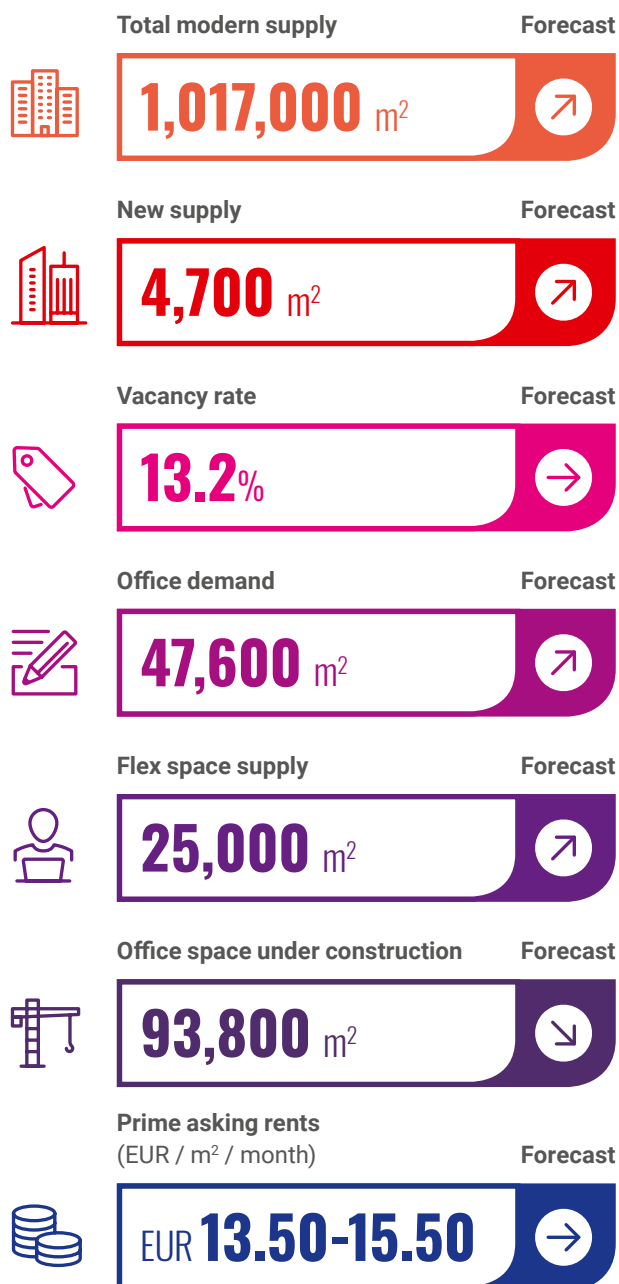 Total modern supply Forecast
1,017,000 m²
New supply Forecast
4,700 m²
Vacancy rate Forecast
13.2%
Office demand Forecast
47,600 m²
Flex space supply Forecast
25,000 m²
Office space under construction Forecast
93,800 m²
Prime asking rents
(EUR / m² / month) Forecast
EUR 13.50-15.50